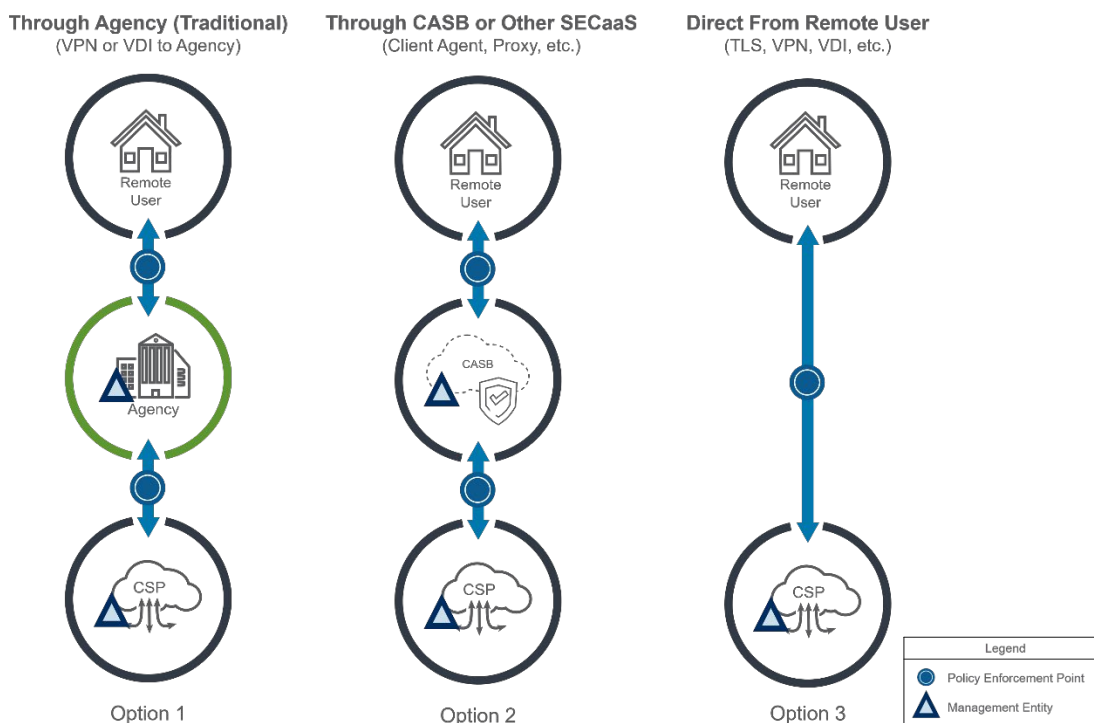 Through Agency (Traditional)
(VPN or VDI to Agency)
Through CASB or Other SECaaS
(Client Agent, Proxy, etc.)
Direct From Remote User
(TLS, VPN, VDI, etc.)
Remote
User
Remote
User
Remote
User
Agency
CASB
CSP
CSP
CSP
Option 1
Option 2
Option 3
Legend
Policy Enforcement Point
Management Entity